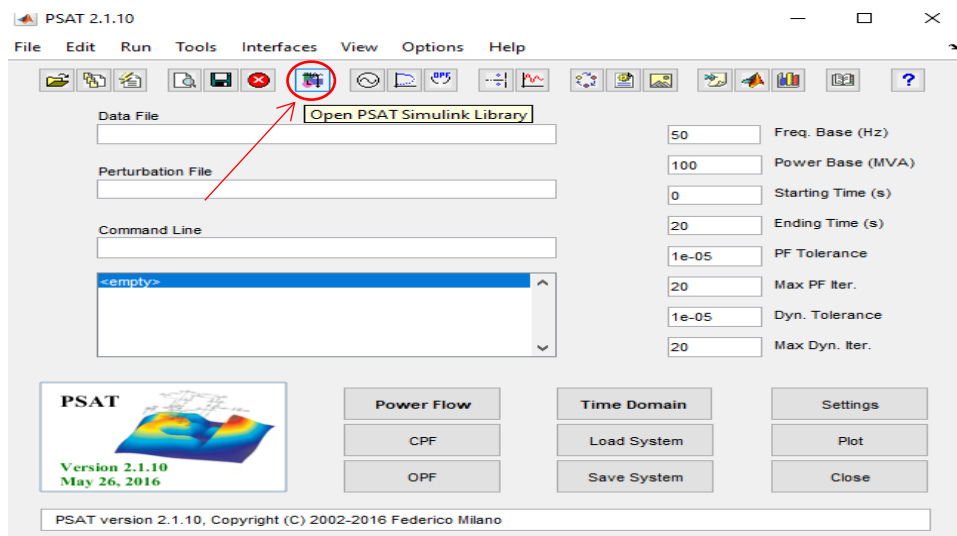 PSAT 2.1.10
File Edit Run Tools Interfaces View Options Help
OPF
?
Open PSAT Simulink Library
Data File
Perturbation File
Command Line
<empty>
50 Freq. Base (Hz)
100 Power Base (MVA)
0 Starting Time (s)
20 Ending Time (s)
1e-05 PF Tolerance
20 Max PF Iter.
1e-05 Dyn. Tolerance
20 Max Dyn. Iter.
PSAT
Version 2.1.10
May 26, 2016
Power Flow Time Domain Settings
CPF Load System Plot
OPF Save System Close
PSAT version 2.1.10, Copyright (C) 2002-2016 Federico Milano